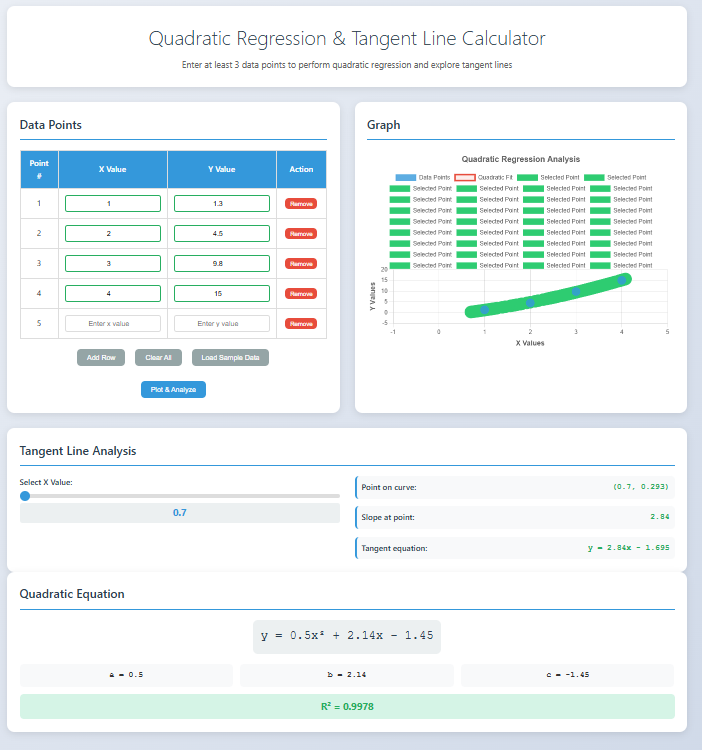 Quadratic Regression & Tangent Line Calculator
Enter at least 3 data points to perform quadratic regression and explore tangent lines
Data Points
Point # X Value Y Value Action
1 1 1.3 Remove
2 2 4.5 Remove
3 3 9.8 Remove
4 4 15 Remove
5 Enter x value Enter y value Remove
Add Row Clear All Load Sample Data
Plot & Analyze
Graph
Quadratic Regression Analysis
Data Points Quadratic Fit Selected Point Selected Point
Selected Point Selected Point Selected Point Selected Point
Selected Point Selected Point Selected Point Selected Point
Selected Point Selected Point Selected Point Selected Point
Selected Point Selected Point Selected Point Selected Point
Selected Point Selected Point Selected Point Selected Point
Selected Point Selected Point Selected Point Selected Point
Selected Point Selected Point Selected Point Selected Point
Selected Point Selected Point Selected Point Selected Point
20
15
10
5
0
-5
Y Values
-1 0 1 2 3 4 5
X Values
Tangent Line Analysis
Select X Value:
0.7
Point on curve: (0.7, 0.293)
Slope at point: 2.84
Tangent equation: y = 2.84x - 1.695
Quadratic Equation
y = 0.5x² + 2.14x - 1.45
a = 0.5 b = 2.14 c = -1.45
R² = 0.9978